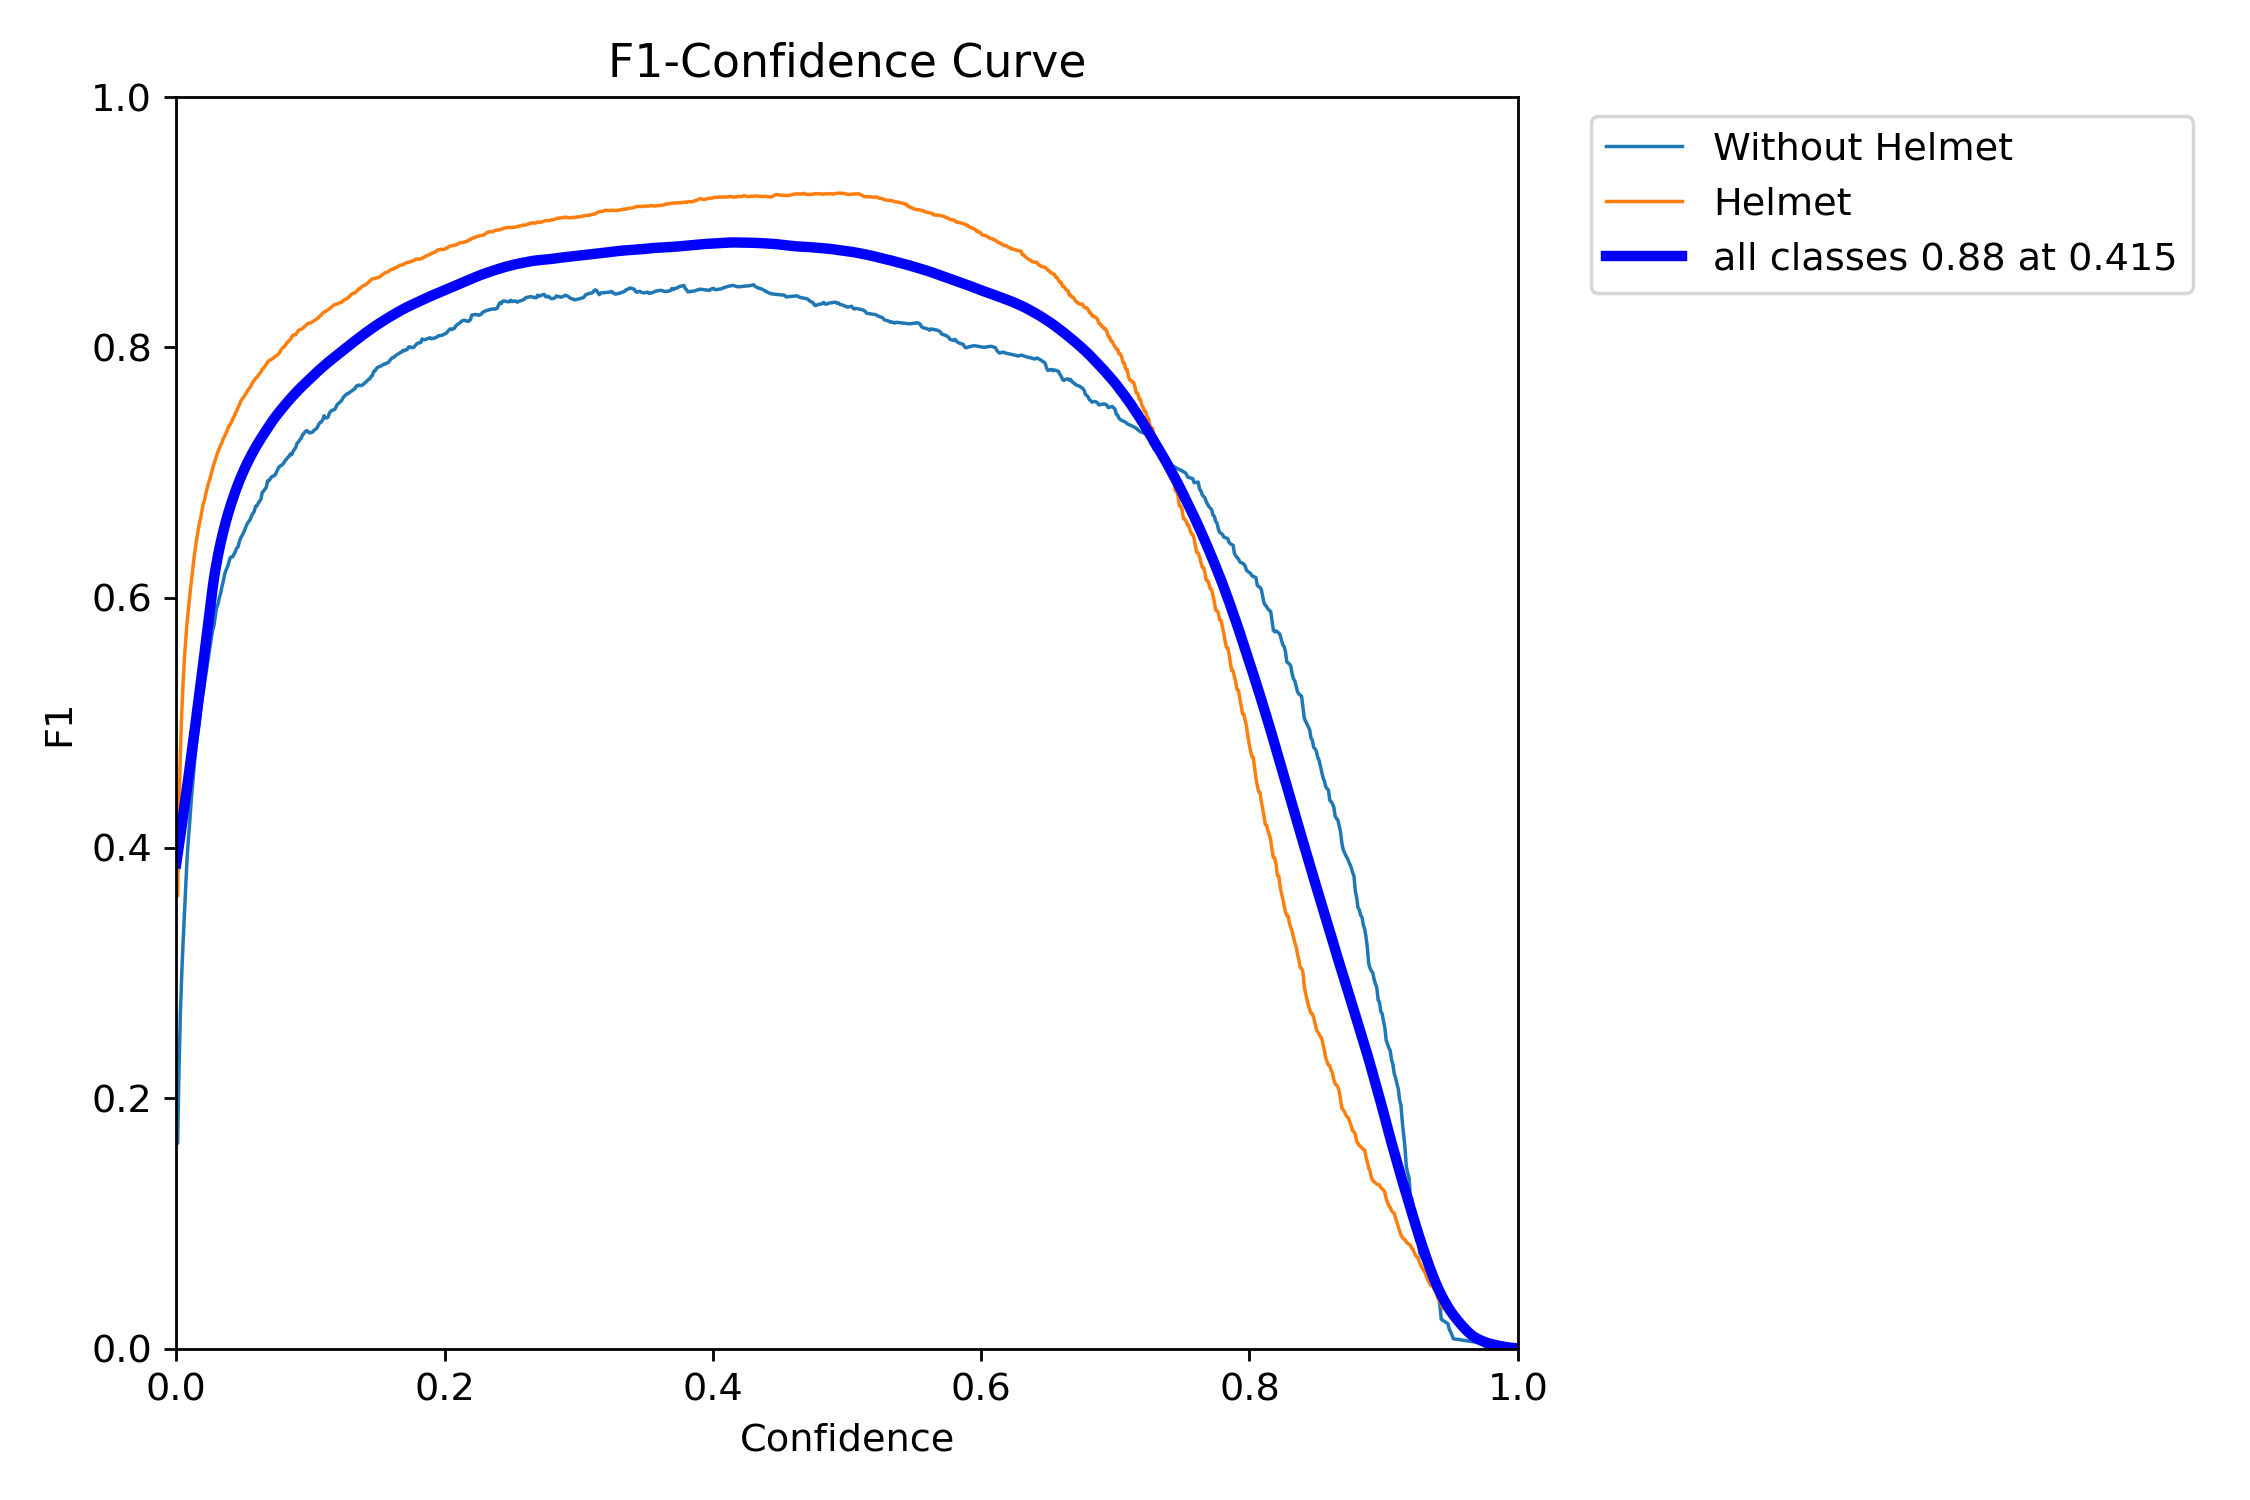 F1-Confidence Curve
1.0
0.8
0.6
0.4
0.2
0.0
F1
0.0 0.2 0.4 0.6 0.8 1.0
Confidence
Without Helmet
Helmet
all classes 0.88 at 0.415